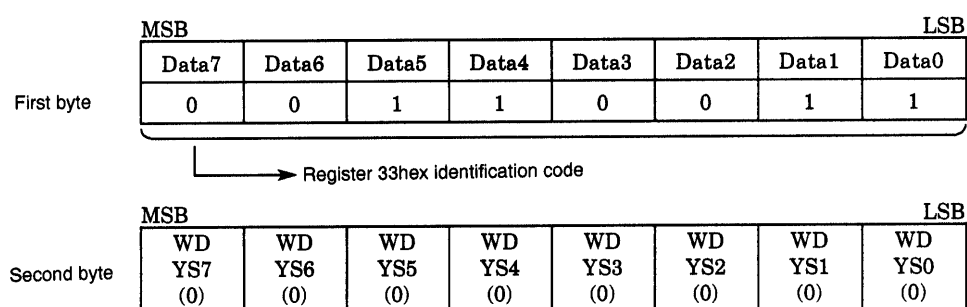 MSB LSB
Data7 Data6 Data5 Data4 Data3 Data2 Data1 Data0
First byte 0 0 1 1 0 0 1 1
Register 33hex identification code
MSB LSB
WD WD WD WD WD WD WD WD
Second byte YS7 YS6 YS5 YS4 YS3 YS2 YS1 YS0
(0) (0) (0) (0) (0) (0) (0) (0)